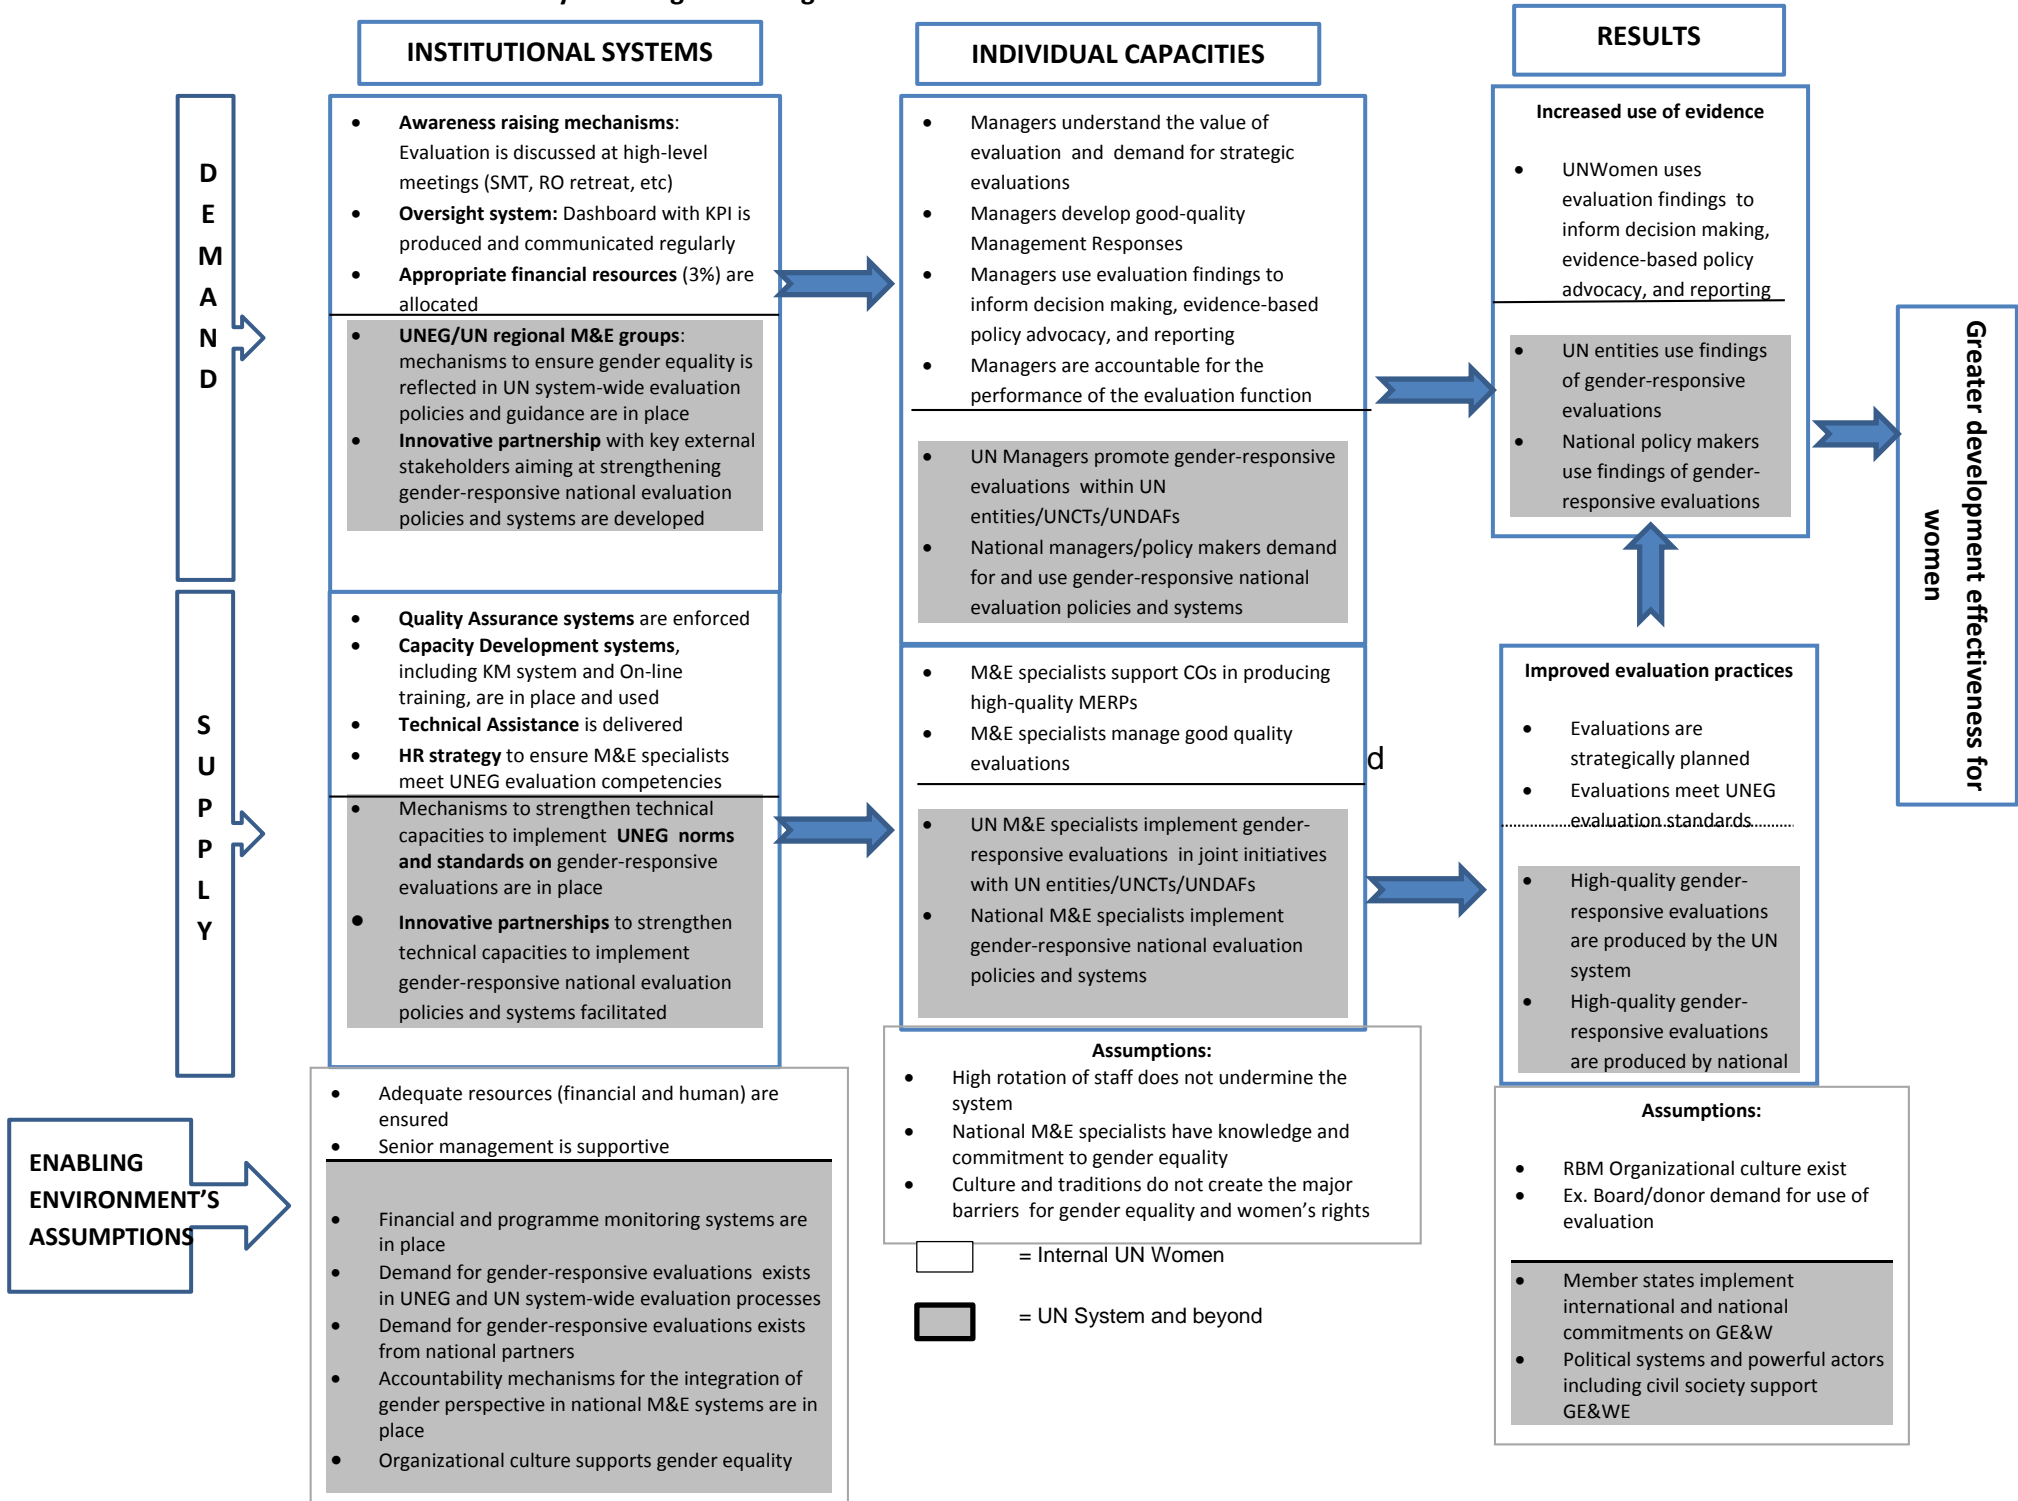 INSTITUTIONAL SYSTEMS
INDIVIDUAL CAPACITIES
RESULTS
D
E
M
A
N
D
• Awareness raising mechanisms:
Evaluation is discussed at high-level
meetings (SMT, RO retreat, etc)
• Oversight system: Dashboard with KPI is
produced and communicated regularly
• Appropriate financial resources (3%) are
allocated
• UNEG/UN regional M&E groups:
mechanisms to ensure gender equality is
reflected in UN system-wide evaluation
policies and guidance are in place
• Innovative partnership with key external
stakeholders aiming at strengthening
gender-responsive national evaluation
policies and systems are developed
• Managers understand the value of
evaluation and demand for strategic
evaluations
• Managers develop good-quality
Management Responses
• Managers use evaluation findings to
inform decision making, evidence-based
policy advocacy, and reporting
• Managers are accountable for the
performance of the evaluation function
• UN Managers promote gender-responsive
evaluations within UN
entities/UNCTs/UNDAFs
• National managers/policy makers demand
for and use gender-responsive national
evaluation policies and systems
Increased use of evidence
• UNWomen uses
evaluation findings to
inform decision making,
evidence-based policy
advocacy, and reporting
• UN entities use findings
of gender-responsive
evaluations
• National policy makers
use findings of gender-
responsive evaluations
Greater development effectiveness for
women
S
U
P
P
L
Y
• Quality Assurance systems are enforced
• Capacity Development systems,
including KM system and On-line
training, are in place and used
• Technical Assistance is delivered
• HR strategy to ensure M&E specialists
meet UNEG evaluation competencies
• Mechanisms to strengthen technical
capacities to implement UNEG norms
and standards on gender-responsive
evaluations are in place
• Innovative partnerships to strengthen
technical capacities to implement
gender-responsive national evaluation
policies and systems facilitated
• M&E specialists support COs in producing
high-quality MERPs
• M&E specialists manage good quality
evaluations
d
• UN M&E specialists implement gender-
responsive evaluations in joint initiatives
with UN entities/UNCTs/UNDAFs
• National M&E specialists implement
gender-responsive national evaluation
policies and systems
Improved evaluation practices
• Evaluations are
strategically planned
• Evaluations meet UNEG
evaluation standards
• High-quality gender-
responsive evaluations
are produced by the UN
system
• High-quality gender-
responsive evaluations
are produced by national
ENABLING
ENVIRONMENT'S
ASSUMPTIONS
• Adequate resources (financial and human) are
ensured
• Senior management is supportive
• Financial and programme monitoring systems are
in place
• Demand for gender-responsive evaluations exists
in UNEG and UN system-wide evaluation processes
• Demand for gender-responsive evaluations exists
from national partners
• Accountability mechanisms for the integration of
gender perspective in national M&E systems are in
place
• Organizational culture supports gender equality
Assumptions:
• High rotation of staff does not undermine the
system
• National M&E specialists have knowledge and
commitment to gender equality
• Culture and traditions do not create the major
barriers for gender equality and women's rights
= Internal UN Women
= UN System and beyond
Assumptions:
• RBM Organizational culture exist
• Ex. Board/donor demand for use of
evaluation
• Member states implement
international and national
commitments on GE&W
• Political systems and powerful actors
including civil society support
GE&WE